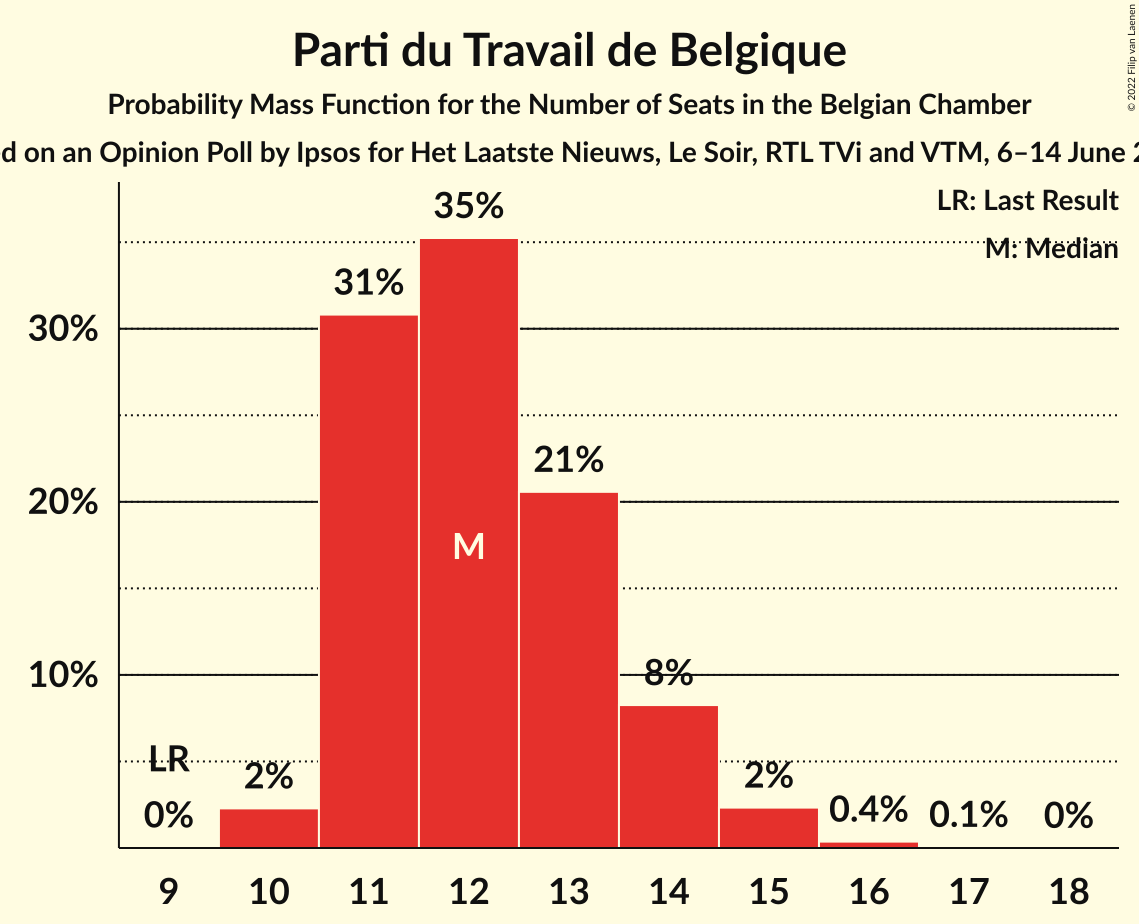 Parti du Travail de Belgique
Probability Mass Function for the Number of Seats in the Belgian Chamber
on an Opinion Poll by Ipsos for Het Laatste Nieuws, Le Soir, RTL TVi and VTM, 6–14 June
© 2022 Filip van Laenen
LR: Last Result
M: Median
35%
31%
30%
21%
20%
M
10%
8%
LR
2%
2%
0%
0.4%
0.1%
0%
9 10 11 12 13 14 15 16 17 18